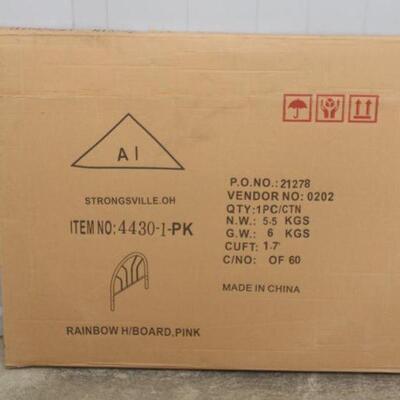 A I
STRONGSVILLE.OH
ITEM NO: 4430-1-PK
RAINBOW H/BOARD,PINK
P.O.NO.: 21278
VENDOR NO: 0202
QTY: 1PC/CTN
N.W.: 5.5 KGS
G.W.: 6 KGS
CUFT: 1.7'
C/NO: OF 60
MADE IN CHINA